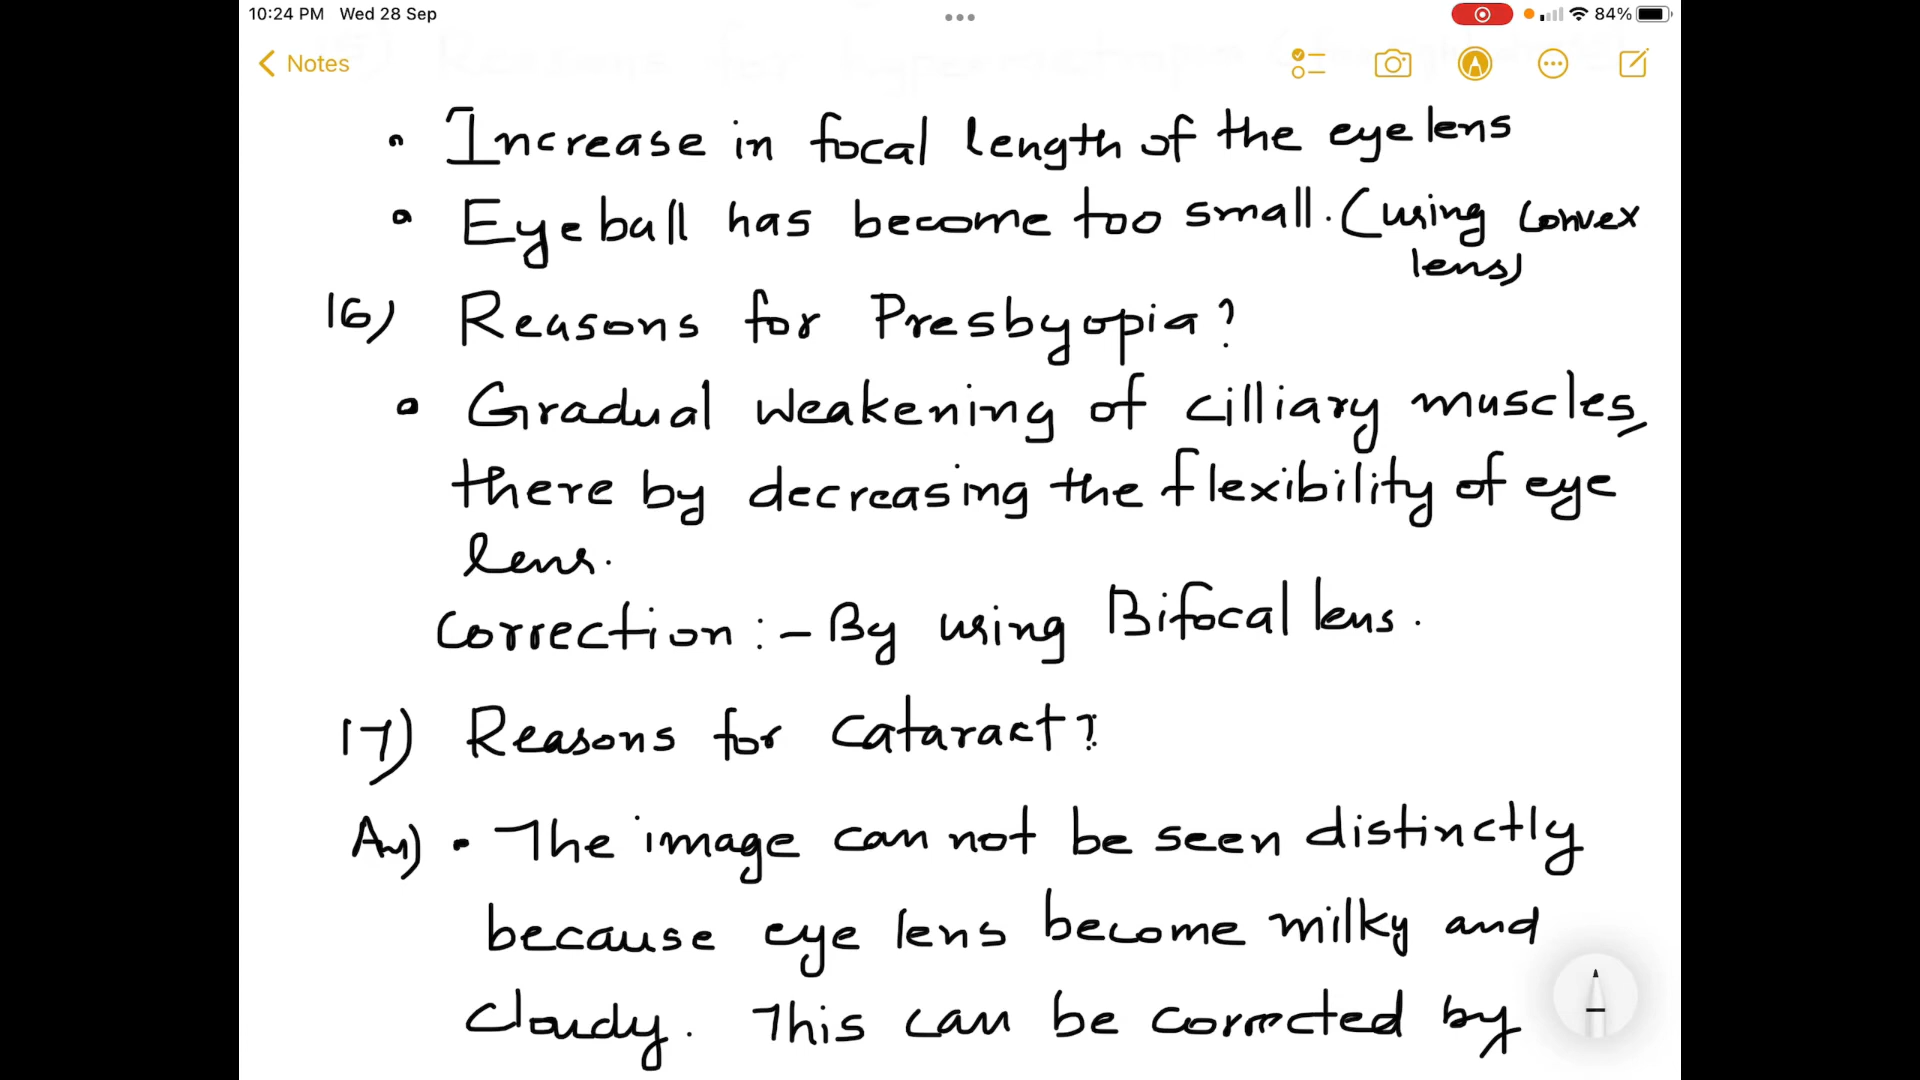 10:24 PM Wed 28 Sep
84%
Notes
• Increase in focal length of the eye lens
• Eyeball has become too small. (using convex
lens)
16) Reasons for Presbyopia?
• Gradual weakening of cilliary muscles,
there by decreasing the flexibility of eye
lens.
Correction :- By using Bifocal lens.
17) Reasons for Cataract?
Ans) • The image can not be seen distinctly
because eye lens become milky and
cloudy. This can be corrected by